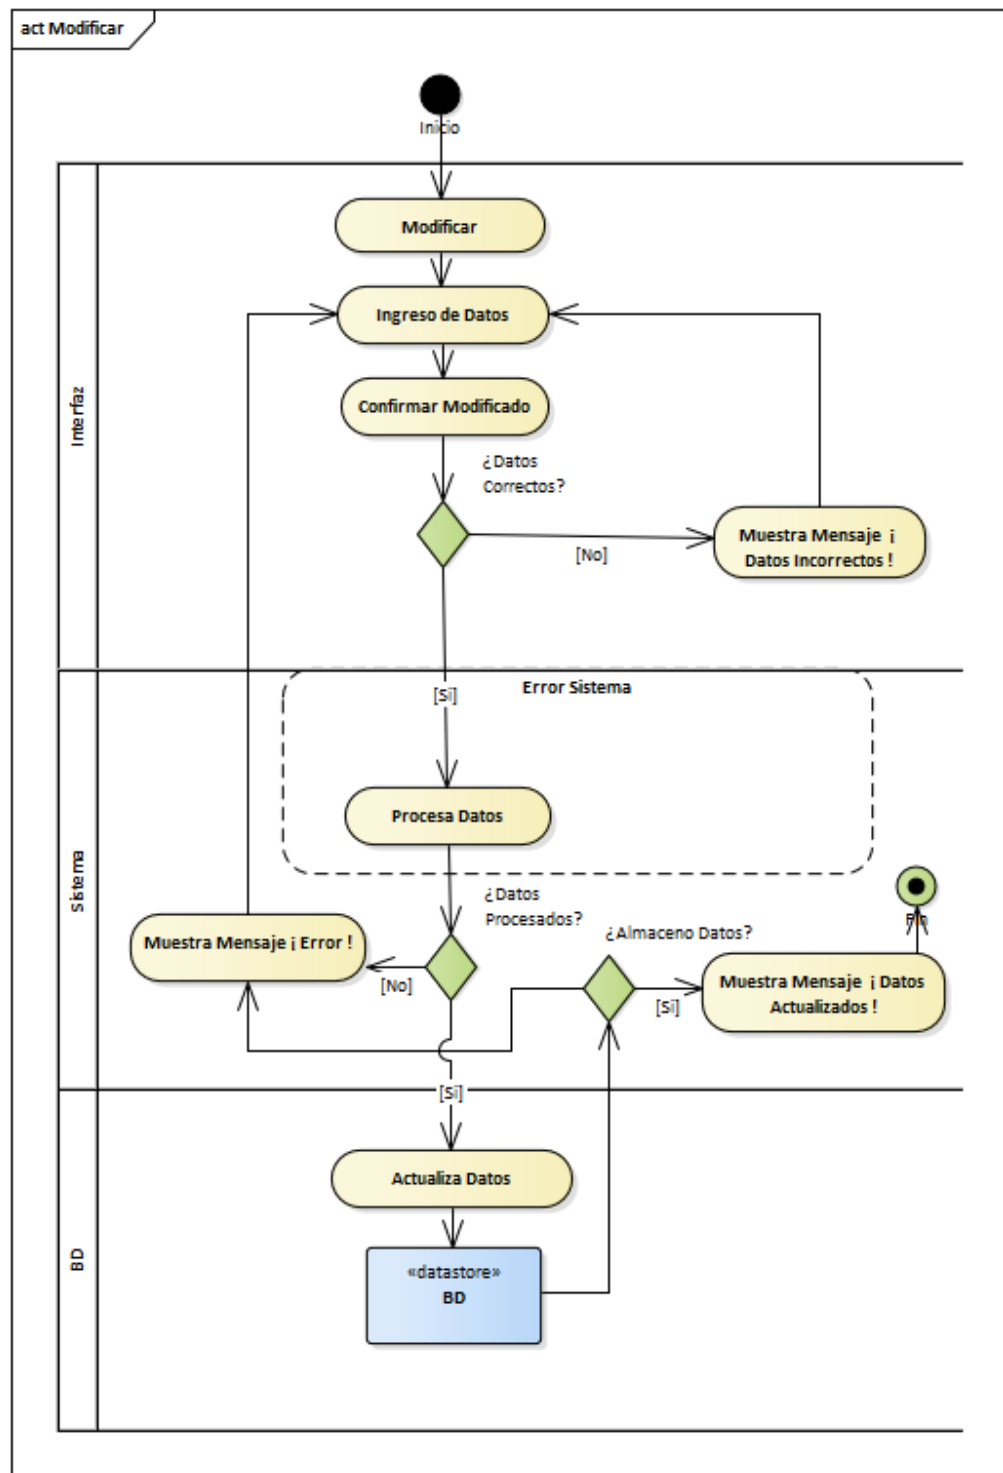 act Modificar
Inicio
Interfaz
Modificar
Ingreso de Datos
Confirmar Modificado
¿Datos
Correctos?
[No]
Muestra Mensaje ¡
Datos Incorrectos !
Sistema
[Si]
Error Sistema
Procesa Datos
¿Datos
Procesados?
Muestra Mensaje ¡ Error !
[No]
¿Almaceno Datos?
[Si]
Muestra Mensaje ¡ Datos
Actualizados !
Fin
BD
[Si]
Actualiza Datos
«datastore»
BD